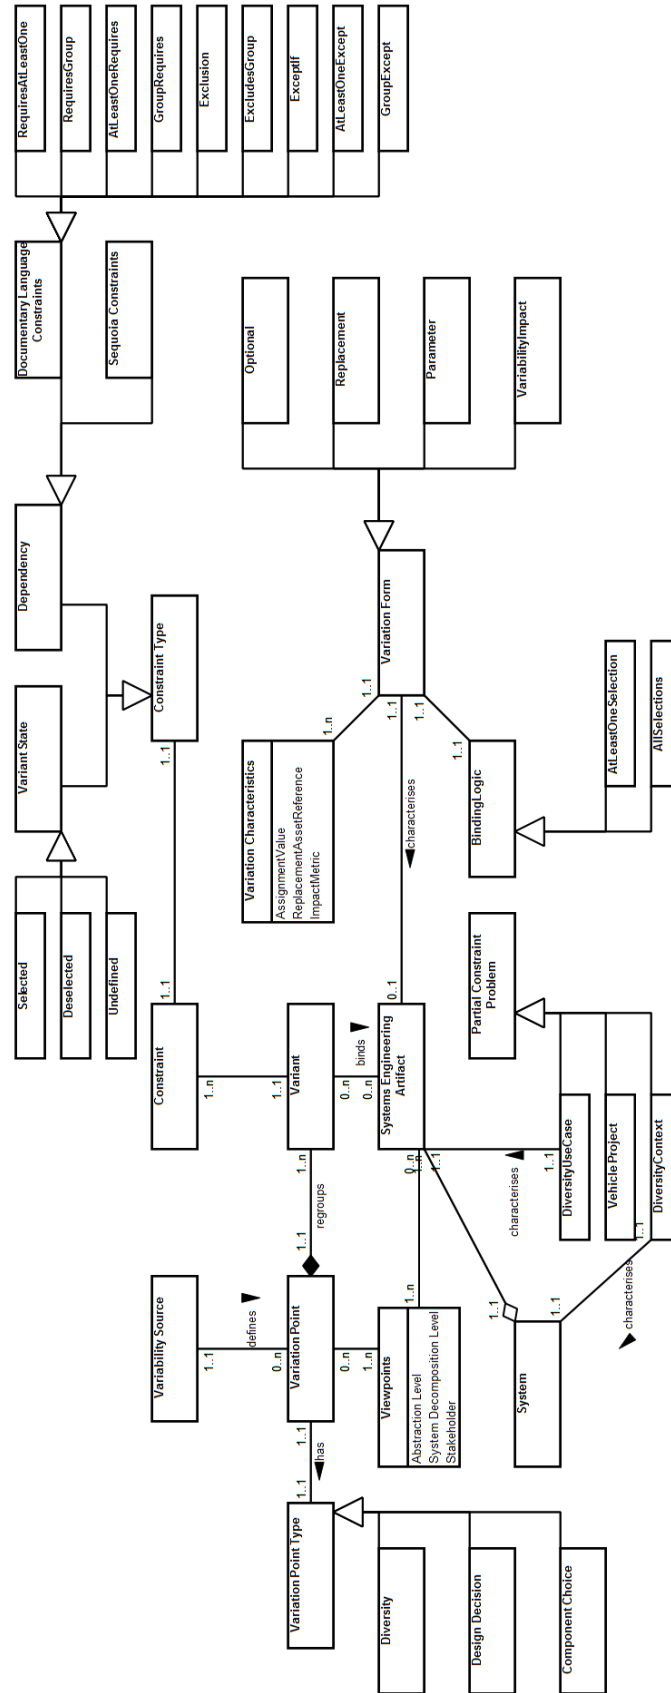 RequiresAtLeastOne
RequiresGroup
AtLeastOneRequires
GroupRequires
Exclusion
ExcludesGroup
ExceptIf
AtLeastOneExcept
GroupExcept
Documentary Language
Constraints
Sequoia Constraints
Optional
Replacement
Parameter
VariabilityImpact
Dependency
Variant State
Constraint Type
1..1
Variation Form
1..1
1..1
1..1
Selected
Deselected
Undefined
1..n
Variation Characteristics
AssignmentValue
ReplacementAssetReference
ImpactMetric
characterises
1..1
BindingLogic
AtLeastOneSelection
AllSelections
1..1
Constraint
1..n
1..1
Variant
0..n
0..n
binds
0..1
Systems Engineering
Artifact
Partial Constraint
Problem
1..n
regroups
1..1
0..n
1..n
1..1
characterises
1..1
DiversityUseCase
Vehicle Project
DiversityContext
1..1
Variability Source
1..1
defines
0..n
Variation Point
0..n
1..n
1..n
Viewpoints
Abstraction Level
System Decomposition Level
Stakeholder
1..1
1..1
characterises
System
1..1
has
1..1
Variation Point Type
Diversity
Design Decision
Component Choice